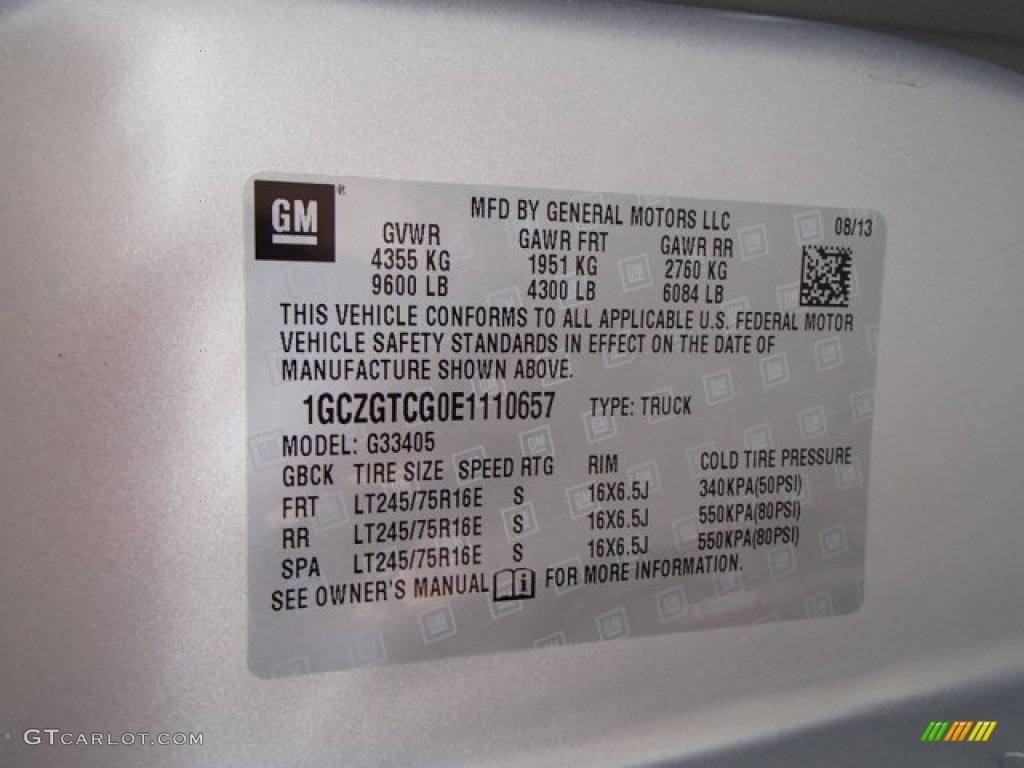 GM®
MFD BY GENERAL MOTORS LLC 08/13
GVWR GAWR FRT GAWR RR
4355 KG 1951 KG 2760 KG
9600 LB 4300 LB 6084 LB
THIS VEHICLE CONFORMS TO ALL APPLICABLE U.S. FEDERAL MOTOR
VEHICLE SAFETY STANDARDS IN EFFECT ON THE DATE OF
MANUFACTURE SHOWN ABOVE.
1GCZGTCG0E1110657 TYPE: TRUCK
MODEL: G33405
GBCK TIRE SIZE SPEED RTG RIM COLD TIRE PRESSURE
FRT LT245/75R16E S 16X6.5J 340KPA(50PSI)
RR LT245/75R16E S 16X6.5J 550KPA(80PSI)
SPA LT245/75R16E S 16X6.5J 550KPA(80PSI)
SEE OWNER'S MANUAL i FOR MORE INFORMATION.
GTCARLOT.COM